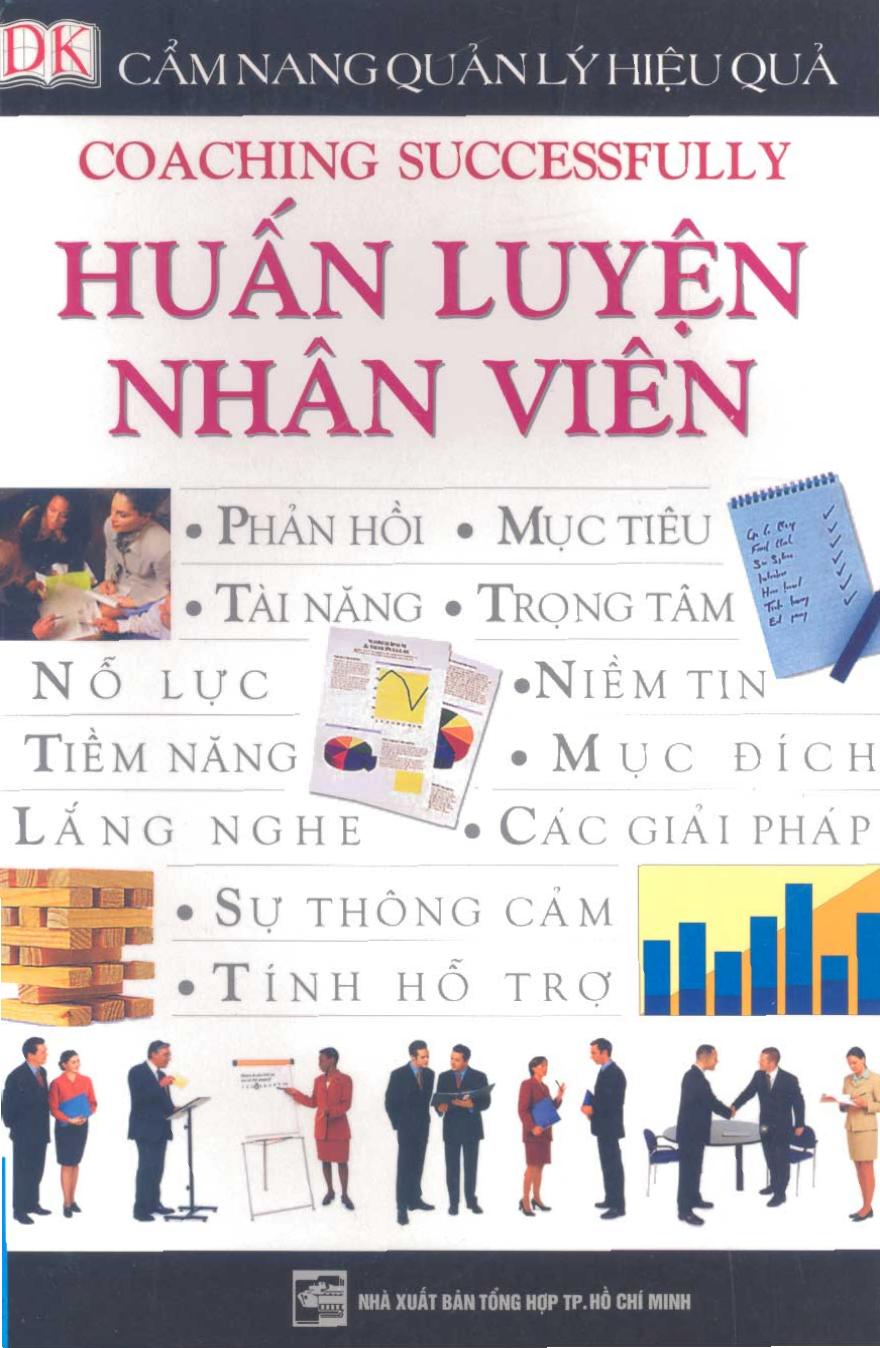 DK
CẨM NANG QUẢN LÝ HIỆU QUẢ
COACHING SUCCESSFULLY
HUẤN LUYỆN
NHÂN VIÊN
• PHẢN HỒI • MỤC TIÊU
• TÀI NĂNG • TRỌNG TÂM
NỖ LỰC •NIỀM TIN
TIỀM NĂNG • MỤC ĐÍCH
LẮNG NGHE • CÁC GIẢI PHÁP
• SỰ THÔNG CẢM
• TÍNH HỖ TRỢ
NHÀ XUẤT BẢN TỔNG HỢP TP. HỒ CHÍ MINH